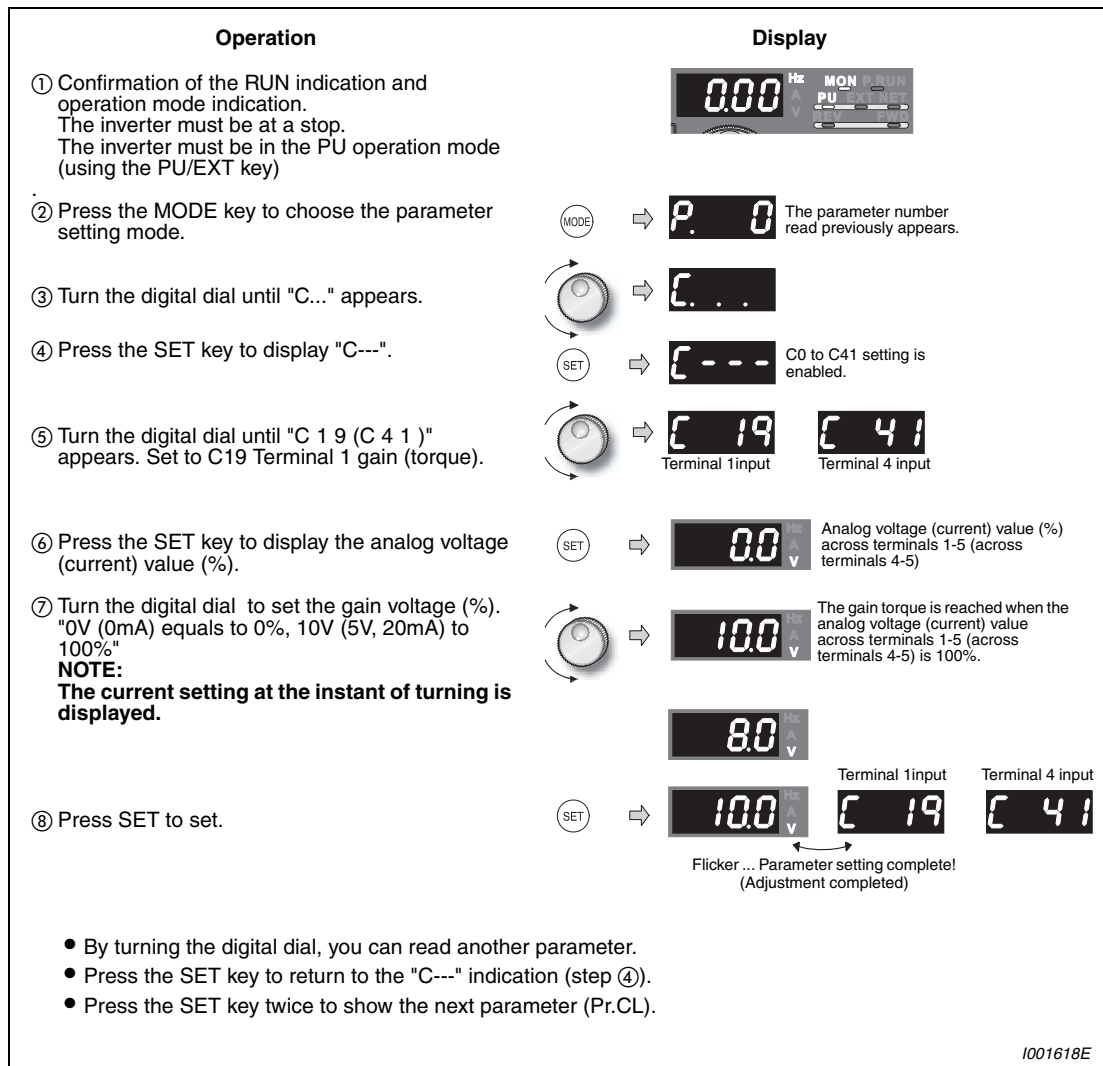 Operation
Display
① Confirmation of the RUN indication and
operation mode indication.
The inverter must be at a stop.
The inverter must be in the PU operation mode
(using the PU/EXT key)
.
0.00
Hz
A
V
MON P.RUN
PU EXT NET
REV FWD
② Press the MODE key to choose the parameter
setting mode.
MODE
P. 0
The parameter number
read previously appears.
③ Turn the digital dial until "C..." appears.
C. . .
④ Press the SET key to display "C---".
SET
C - - -
C0 to C41 setting is
enabled.
⑤ Turn the digital dial until "C 1 9 (C 4 1 )"
appears. Set to C19 Terminal 1 gain (torque).
C 19
C 41
Terminal 1input
Terminal 4 input
⑥ Press the SET key to display the analog voltage
(current) value (%).
SET
0.0
Hz
A
V
Analog voltage (current) value (%)
across terminals 1-5 (across
terminals 4-5)
⑦ Turn the digital dial to set the gain voltage (%).
"0V (0mA) equals to 0%, 10V (5V, 20mA) to
100%"
NOTE:
The current setting at the instant of turning is
displayed.
10.0
Hz
A
V
The gain torque is reached when the
analog voltage (current) value
across terminals 1-5 (across
terminals 4-5) is 100%.
8.0
Hz
A
V
Terminal 1input
Terminal 4 input
⑧ Press SET to set.
SET
10.0
Hz
A
V
C 19
C 41
Flicker ... Parameter setting complete!
(Adjustment completed)
● By turning the digital dial, you can read another parameter.
● Press the SET key to return to the "C---" indication (step ④).
● Press the SET key twice to show the next parameter (Pr.CL).
I001618E